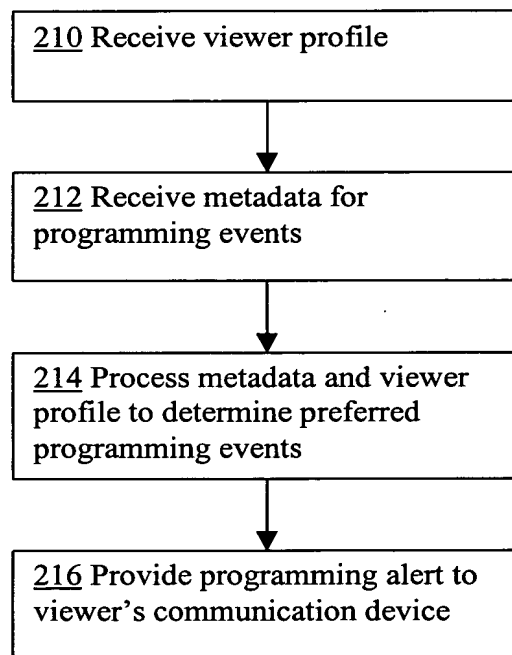 210 Receive viewer profile
212 Receive metadata for
programming events
214 Process metadata and viewer
profile to determine preferred
programming events
216 Provide programming alert to
viewer's communication device